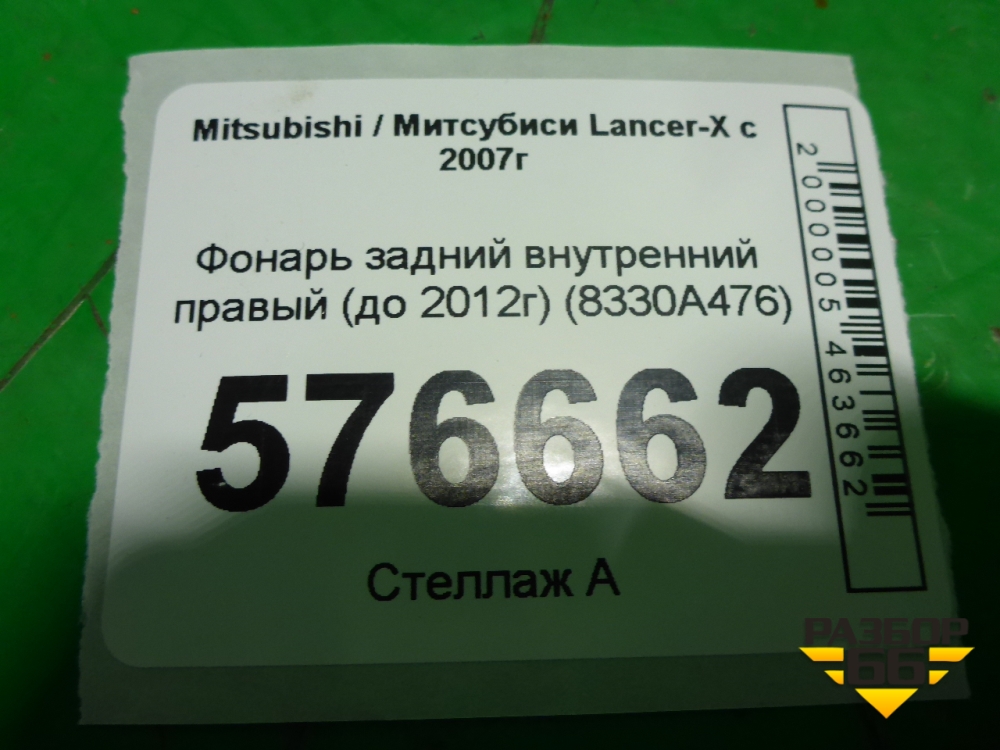 Mitsubishi / Митсубиси Lancer-X с
2007г
Фонарь задний внутренний
правый (до 2012г) (8330A476)
576662
Стеллаж А
2000005463662
РАЗБОР
66